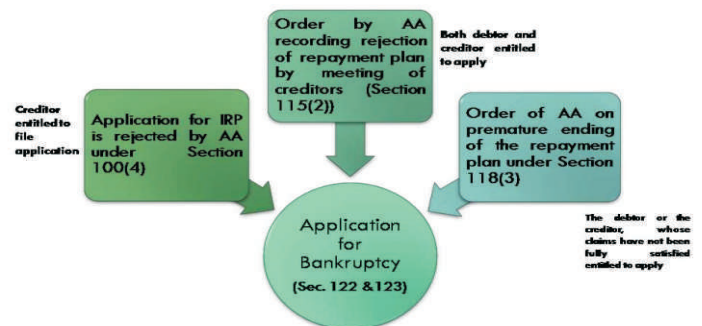 Creditor
entitled to
file
application
Application for IRP
is rejected by AA
under Section
100(4)
Order by AA
recording rejection
of repayment plan
by meeting of
creditors (Section
115(2))
Both debtor and
creditor entitled
to apply
Order of AA on
premature ending
of the repayment
plan under Section
118(3)
The debtor or the
creditor, whose
claims have not been
fully satisfied
entitled to apply
Application
for
Bankruptcy
(Sec. 122 &123)